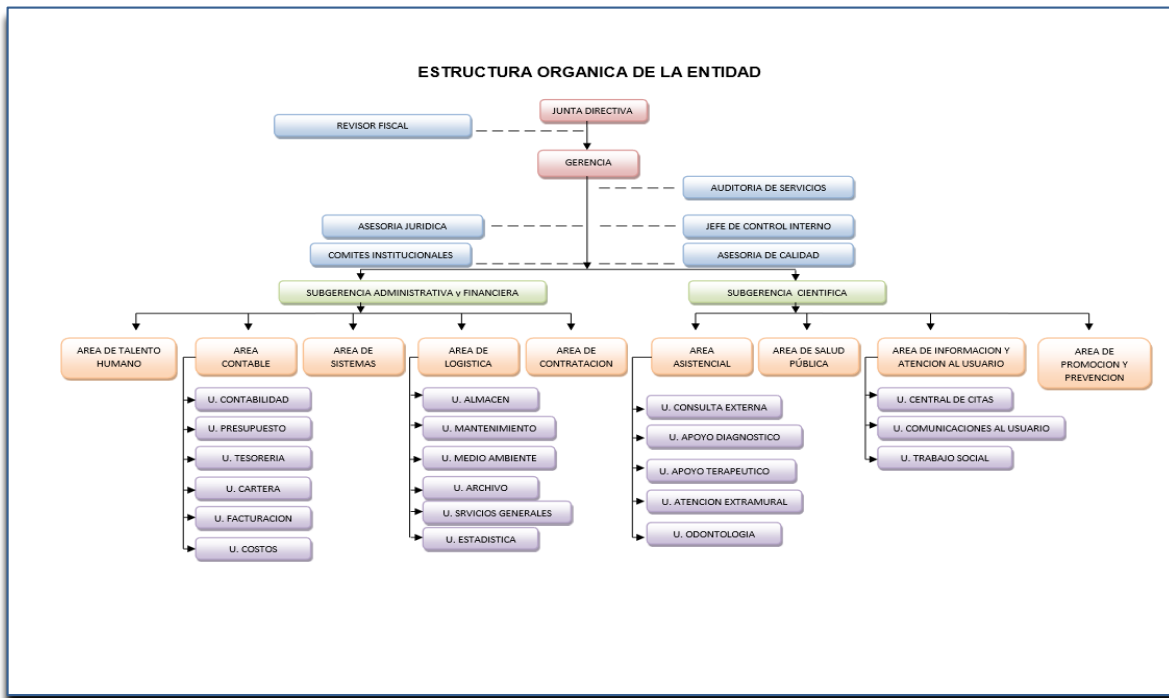 ESTRUCTURA ORGANICA DE LA ENTIDAD
JUNTA DIRECTIVA
REVISOR FISCAL
GERENCIA
AUDITORIA DE SERVICIOS
ASESORIA JURIDICA
JEFE DE CONTROL INTERNO
COMITES INSTITUCIONALES
ASESORIA DE CALIDAD
SUBGERENCIA ADMINISTRATIVA y FINANCIERA
SUBGERENCIA CIENTIFICA
AREA DE TALENTO
HUMANO
AREA
CONTABLE
AREA DE
SISTEMAS
AREA DE
LOGISTICA
AREA DE
CONTRATACION
AREA
ASISTENCIAL
AREA DE SALUD
PÚBLICA
AREA DE INFORMACION Y
ATENCION AL USUARIO
AREA DE
PROMOCION Y
PREVENCION
U. CONTABILIDAD
U. PRESUPUESTO
U. TESORERIA
U. CARTERA
U. FACTURACION
U. COSTOS
U. ALMACEN
U. MANTENIMIENTO
U. MEDIO AMBIENTE
U. ARCHIVO
U. SRVICIOS GENERALES
U. ESTADISTICA
U. CONSULTA EXTERNA
U. APOYO DIAGNOSTICO
U. APOYO TERAPEUTICO
U. ATENCION EXTRAMURAL
U. ODONTOLOGIA
U. CENTRAL DE CITAS
U. COMUNICACIONES AL USUARIO
U. TRABAJO SOCIAL